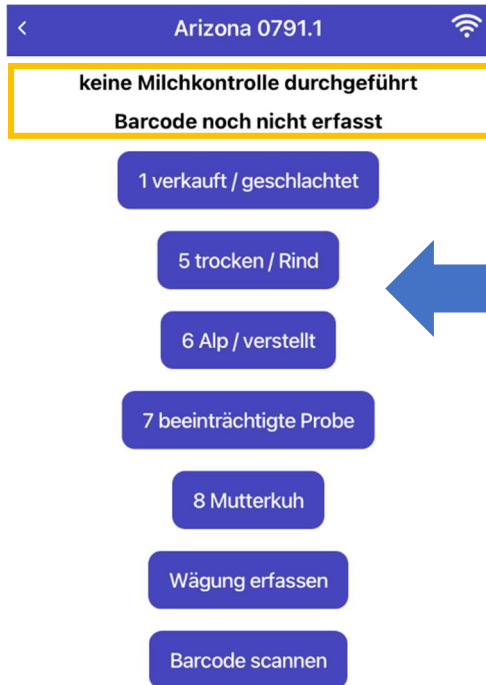 Arizona 0791.1
keine Milchkontrolle durchgeführt
Barcode noch nicht erfasst
1 verkauft / geschlachtet
5 trocken / Rind
6 Alp / verstellt
7 beeinträchtigte Probe
8 Mutterkuh
Wägung erfassen
Barcode scannen